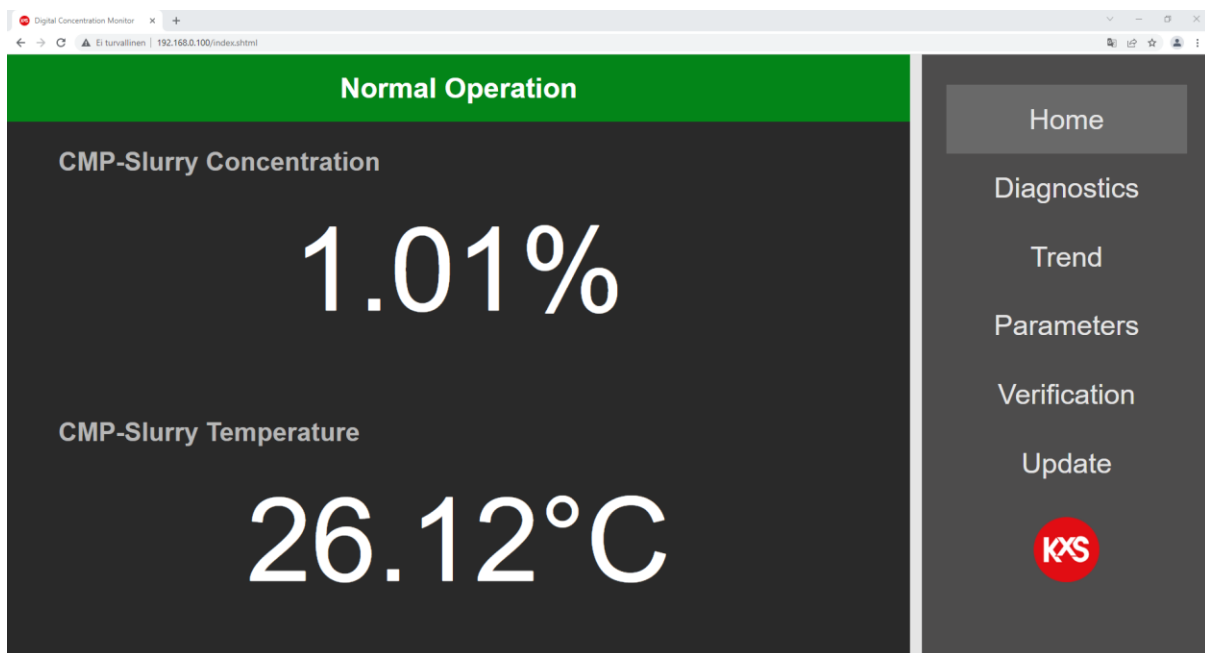 Digital Concentration Monitor
Ei turvallinen | 192.168.0.100/index.shtml
Normal Operation
CMP-Slurry Concentration
1.01%
CMP-Slurry Temperature
26.12°C
Home
Diagnostics
Trend
Parameters
Verification
Update
KXS